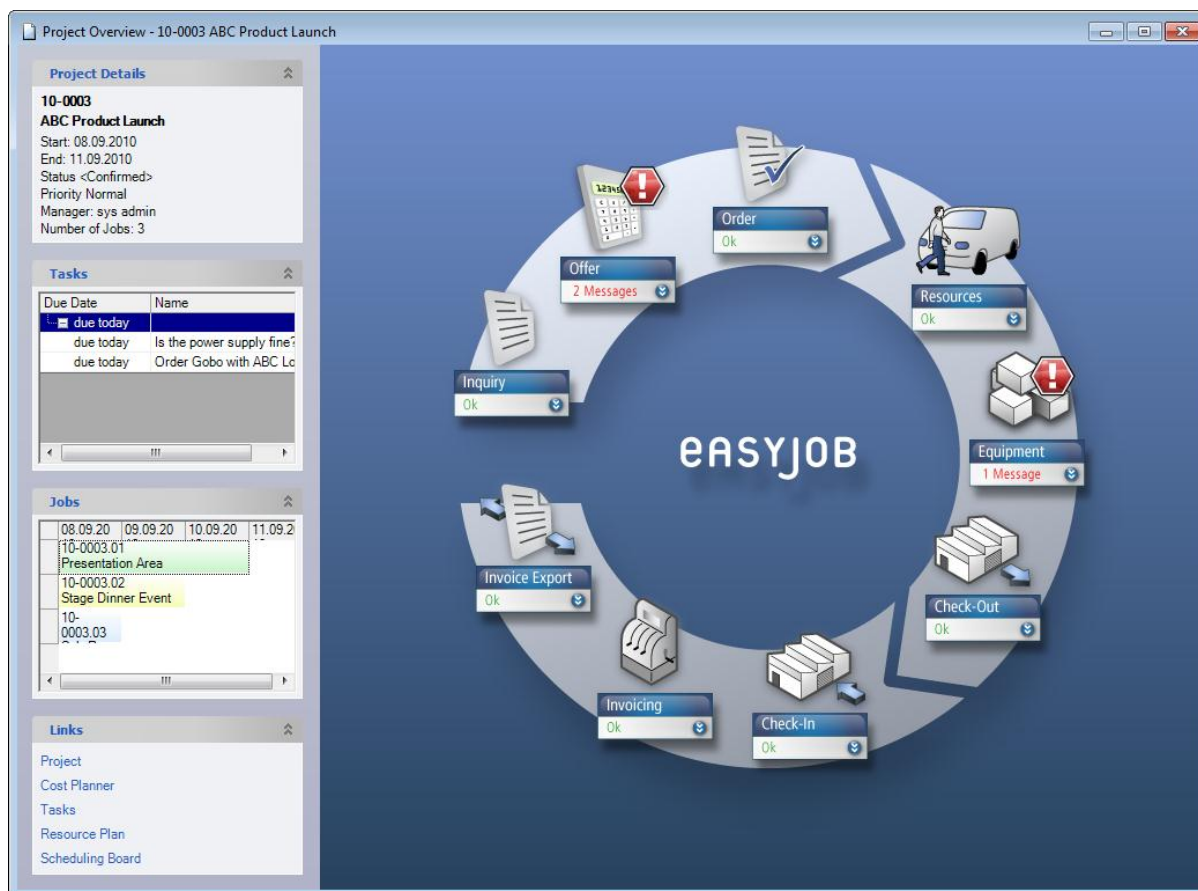 Project Overview - 10-0003 ABC Product Launch
Project Details
10-0003
ABC Product Launch
Start: 08.09.2010
End: 11.09.2010
Status <Confirmed>
Priority Normal
Manager: sys admin
Number of Jobs: 3
Tasks
Due Date Name
due today
due today Is the power supply fine?
due today Order Gobo with ABC Lo
Jobs
08.09.20 09.09.20 10.09.20 11.09.2
10-0003.01
Presentation Area
10-0003.02
Stage Dinner Event
10-
0003.03
Links
Project
Cost Planner
Tasks
Resource Plan
Scheduling Board
12345
Order
Ok
Offer
2 Messages
Resources
Ok
Inquiry
Ok
Equipment
1 Message
easyjob
Invoice Export
Ok
Check-Out
Ok
Invoicing
Ok
Check-In
Ok